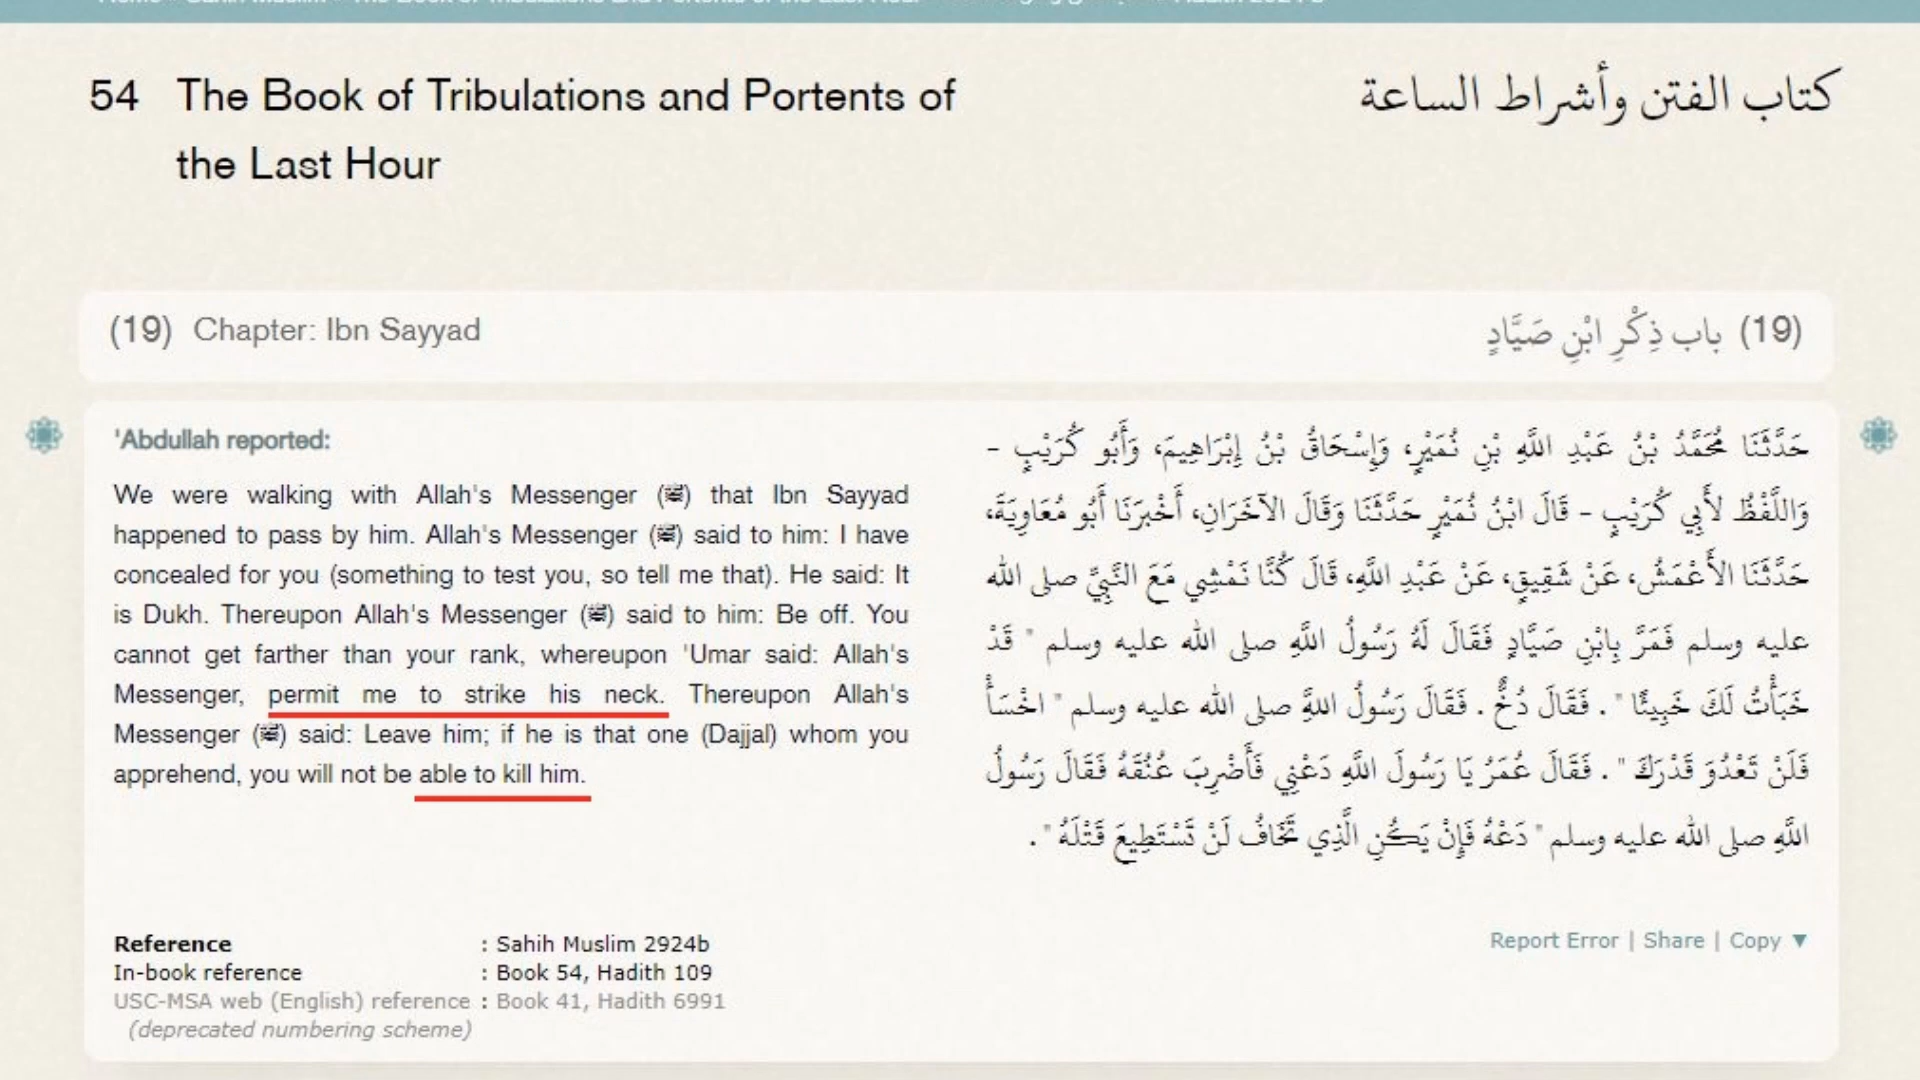 54 The Book of Tribulations and Portents of
the Last Hour
كتاب الفتن وأشراط الساعة
(19) Chapter: Ibn Sayyad
(19) باب ذِكْرِ ابْنِ صَيَّادٍ
'Abdullah reported:
We were walking with Allah's Messenger (ﷺ) that Ibn Sayyad
happened to pass by him. Allah's Messenger (ﷺ) said to him: I have
concealed for you (something to test you, so tell me that). He said: It
is Dukh. Thereupon Allah's Messenger (ﷺ) said to him: Be off. You
cannot get farther than your rank, whereupon 'Umar said: Allah's
Messenger, permit me to strike his neck. Thereupon Allah's
Messenger (ﷺ) said: Leave him; if he is that one (Dajjal) whom you
apprehend, you will not be able to kill him.
حَدَّثَنَا مُحَمَّدُ بْنُ عَبْدِ اللَّهِ بْنِ نُمَيْرٍ، وَإِسْحَاقُ بْنُ إِبْرَاهِيمَ، وَأَبُو كُرَيْبٍ -
وَاللَّفْظُ لأَبِي كُرَيْبٍ - قَالَ ابْنُ نُمَيْرٍ حَدَّثَنَا وَقَالَ الآخَرَانِ، أَخْبَرَنَا أَبُو مُعَاوِيَةَ،
حَدَّثَنَا الأَعْمَشُ، عَنْ شَقِيقٍ، عَنْ عَبْدِ اللَّهِ، قَالَ كُنَّا نَمْشِي مَعَ النَّبِيِّ صلى الله
عليه وسلم فَمَرَّ بِابْنِ صَيَّادٍ فَقَالَ لَهُ رَسُولُ اللَّهِ صلى الله عليه وسلم " قَدْ
خَبَأْتُ لَكَ خَبِيئًا " . فَقَالَ دُخٌّ . فَقَالَ رَسُولُ اللَّهِ صلى الله عليه وسلم " اخْسَأْ
فَلَنْ تَعْدُوَ قَدْرَكَ " . فَقَالَ عُمَرُ يَا رَسُولَ اللَّهِ دَعْنِي فَأَضْرِبَ عُنُقَهُ فَقَالَ رَسُولُ
اللَّهِ صلى الله عليه وسلم " دَعْهُ فَإِنْ يَكُنِ الَّذِي تَخَافُ لَنْ تَسْتَطِيعَ قَتْلَهُ " .
Reference : Sahih Muslim 2924b
In-book reference : Book 54, Hadith 109
USC-MSA web (English) reference : Book 41, Hadith 6991
(deprecated numbering scheme)
Report Error | Share | Copy ▼